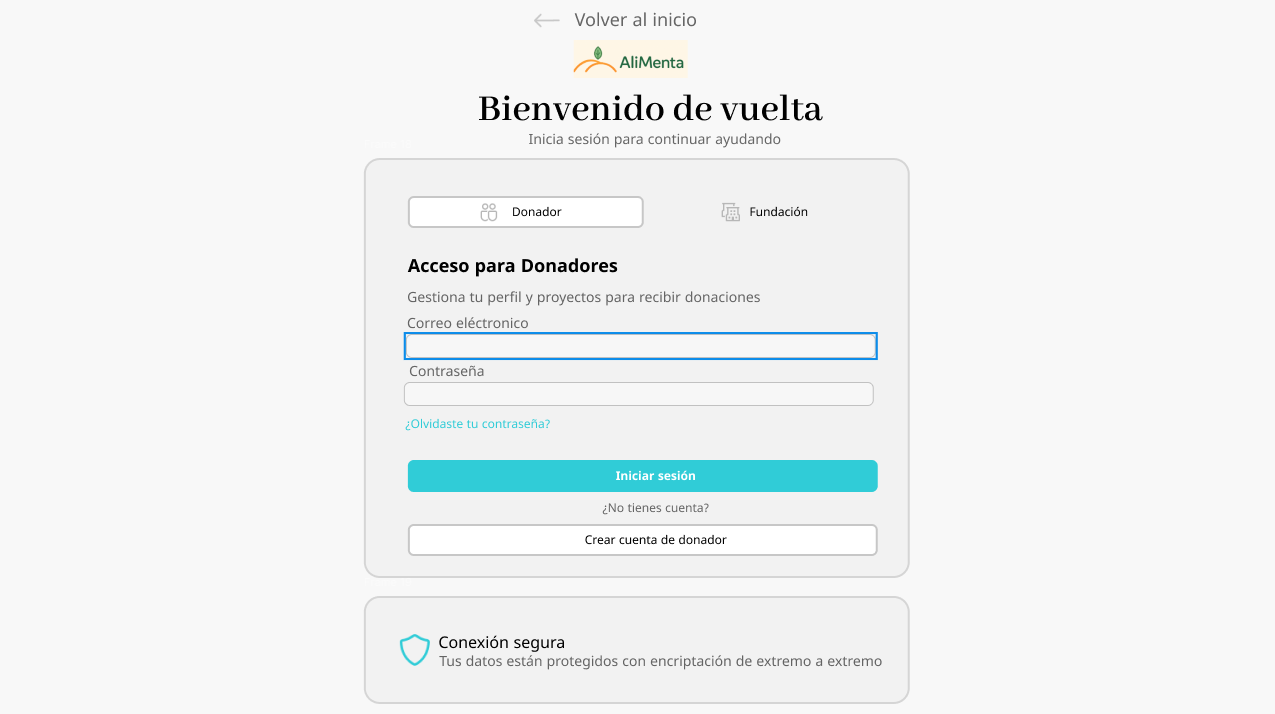 Volver al inicio
AliMenta
Bienvenido de vuelta
Inicia sesión para continuar ayudando
Donador
Fundación
Acceso para Donadores
Gestiona tu perfil y proyectos para recibir donaciones
Correo eléctronico
Contraseña
¿Olvidaste tu contraseña?
Iniciar sesión
¿No tienes cuenta?
Crear cuenta de donador
Conexión segura
Tus datos están protegidos con encriptación de extremo a extremo